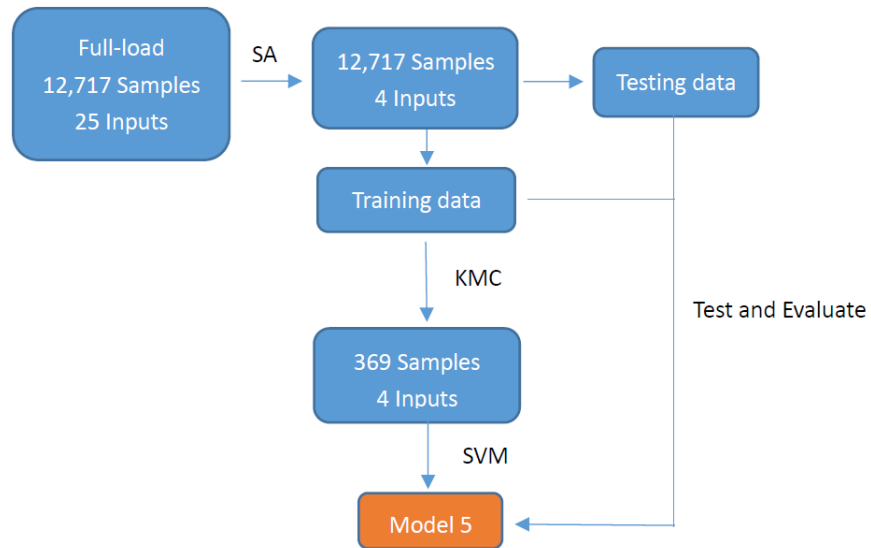 Full-load
12,717 Samples
25 Inputs
SA
12,717 Samples
4 Inputs
Testing data
Training data
KMC
Test and Evaluate
369 Samples
4 Inputs
SVM
Model 5